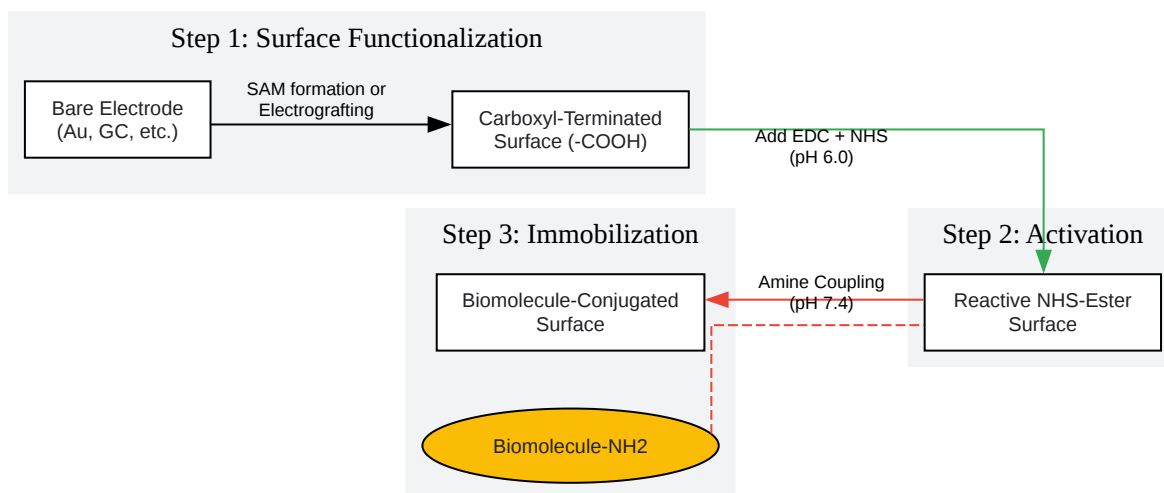 Step 1: Surface Functionalization
Bare Electrode
(Au, GC, etc.)
SAM formation or
Electrografting
Carboxyl-Terminated
Surface (-COOH)
Add EDC + NHS
(pH 6.0)
Step 2: Activation
Reactive NHS-Ester
Surface
Amine Coupling
(pH 7.4)
Step 3: Immobilization
Biomolecule-Conjugated
Surface
Biomolecule-NH2